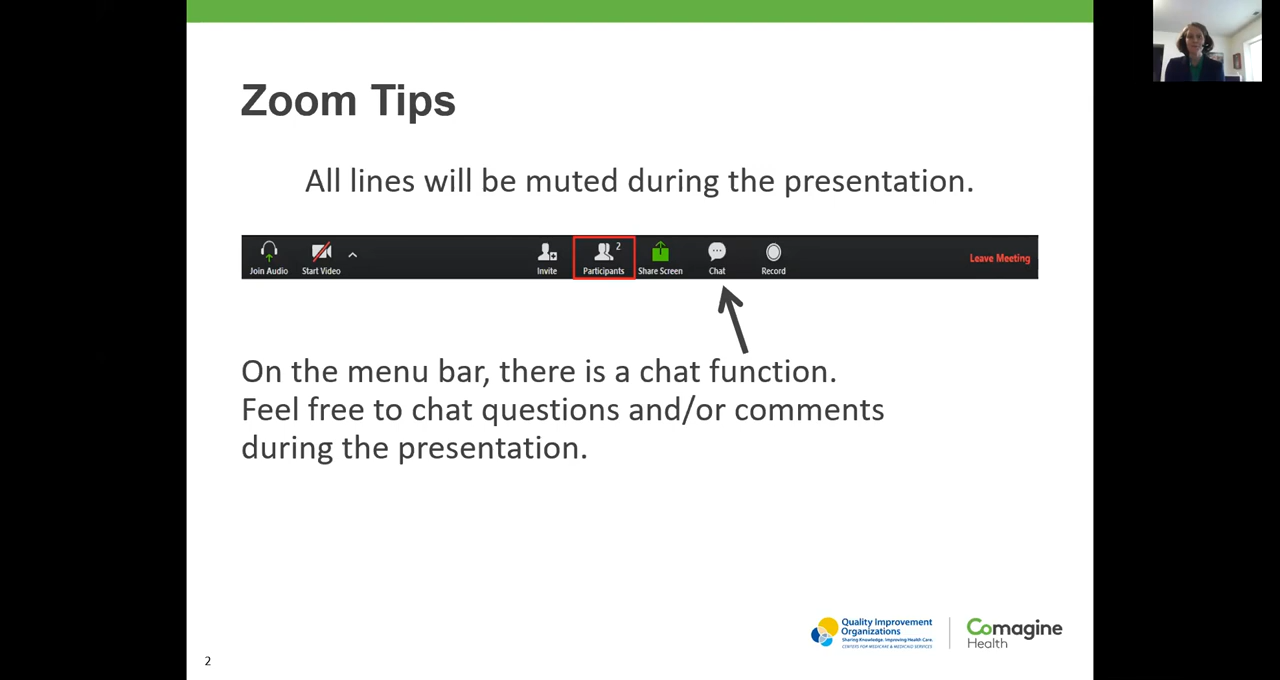 Zoom Tips
All lines will be muted during the presentation.
2
Join Audio Start Video Invite Participants Share Screen Chat Record Leave Meeting
On the menu bar, there is a chat function.
Feel free to chat questions and/or comments
during the presentation.
Quality Improvement
Organizations
Sharing Knowledge. Improving Health Care.
CENTERS FOR MEDICARE & MEDICAID SERVICES
Comagine
Health
2